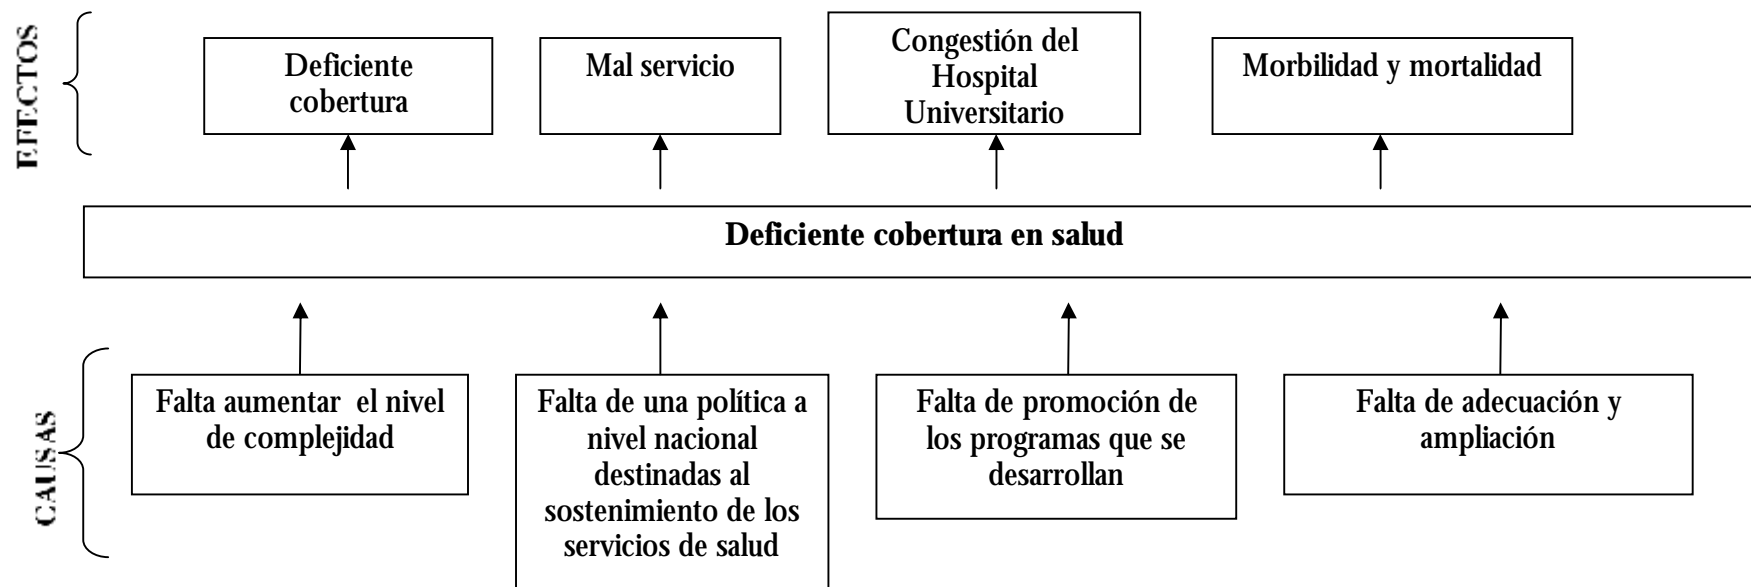 EFECTOS
Deficiente
cobertura
Mal servicio
Congestión del
Hospital
Universitario
Morbilidad y mortalidad
Deficiente cobertura en salud
CAUSAS
Falta aumentar el nivel
de complejidad
Falta de una política a
nivel nacional
destinadas al
sostenimiento de los
servicios de salud
Falta de promoción de
los programas que se
desarrollan
Falta de adecuación y
ampliación